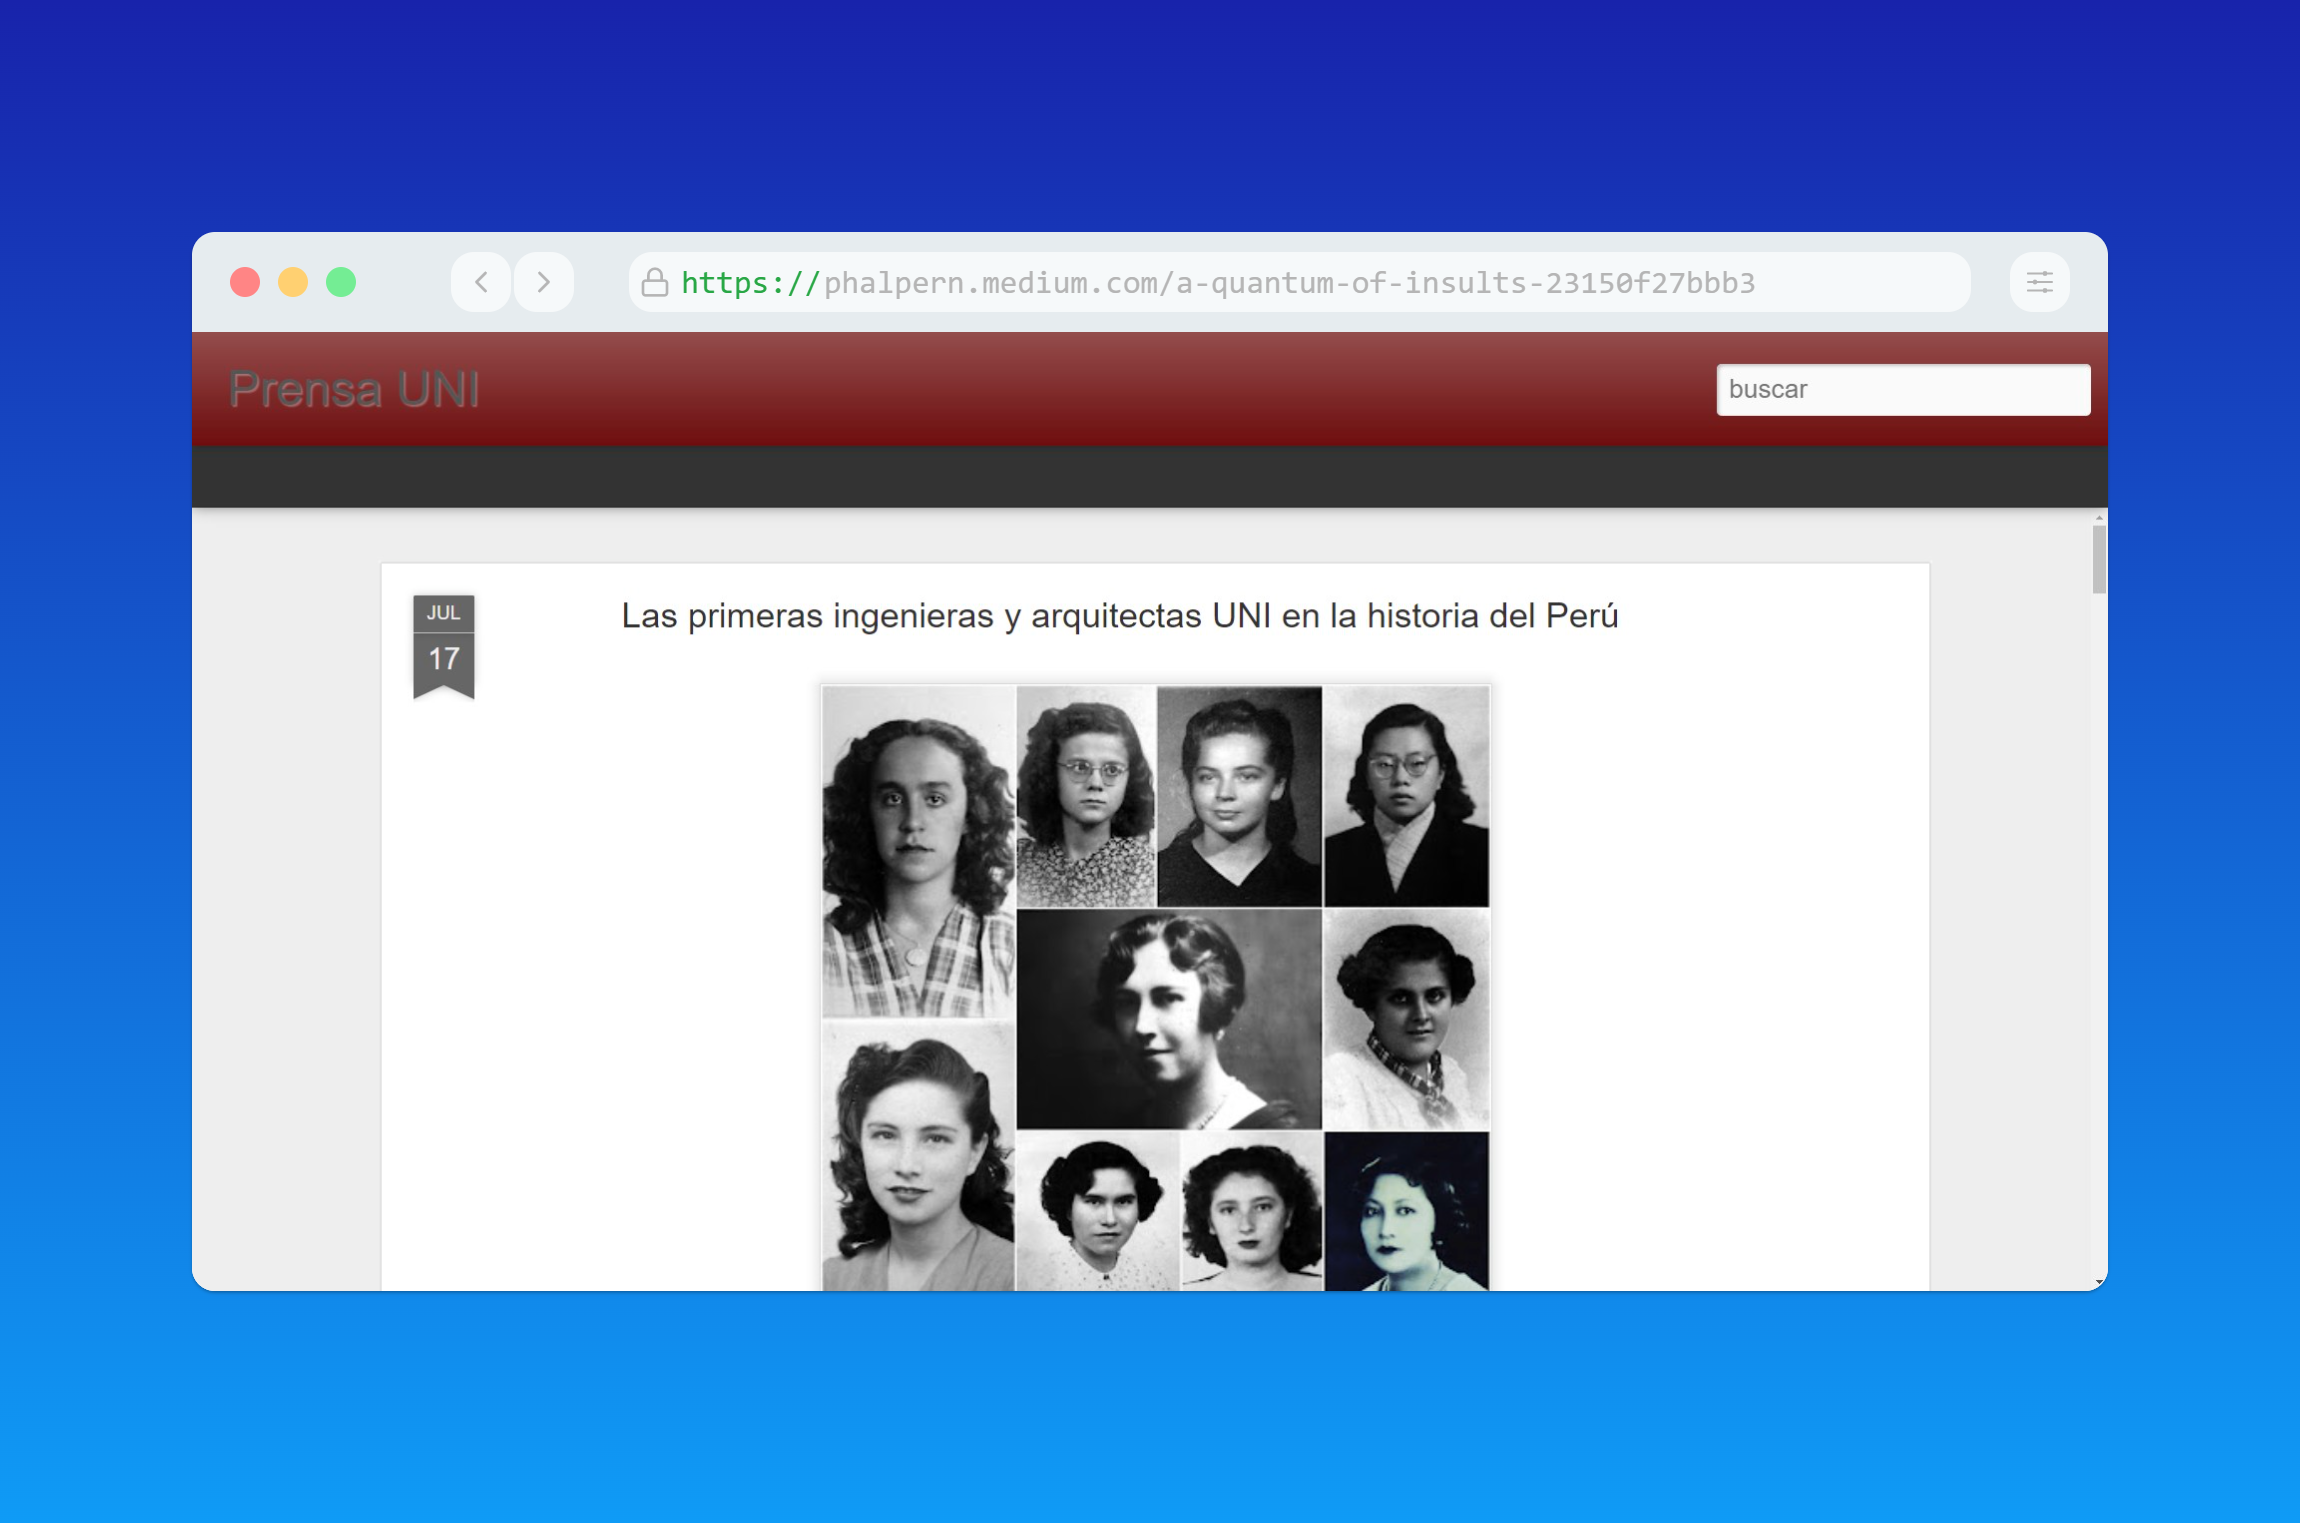 https://phalpern.medium.com/a-quantum-of-insults-23150f27bbb3
Prensa UNI
buscar
JUL
17
Las primeras ingenieras y arquitectas UNI en la historia del Perú